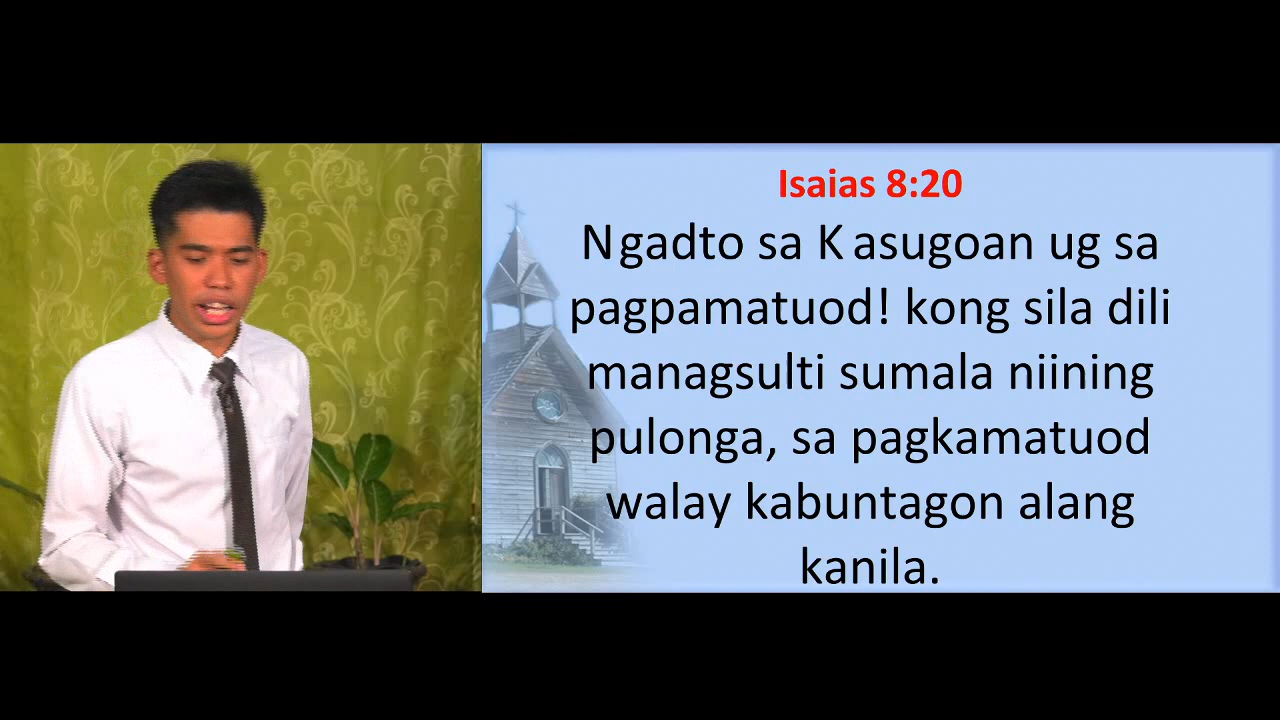 Isaias 8:20
Ngadto sa Kasugoan ug sa
pagpamatuod! kong sila dili
managsulti sumala niining
pulonga, sa pagkamatuod
walay kabuntagon alang
kanila.